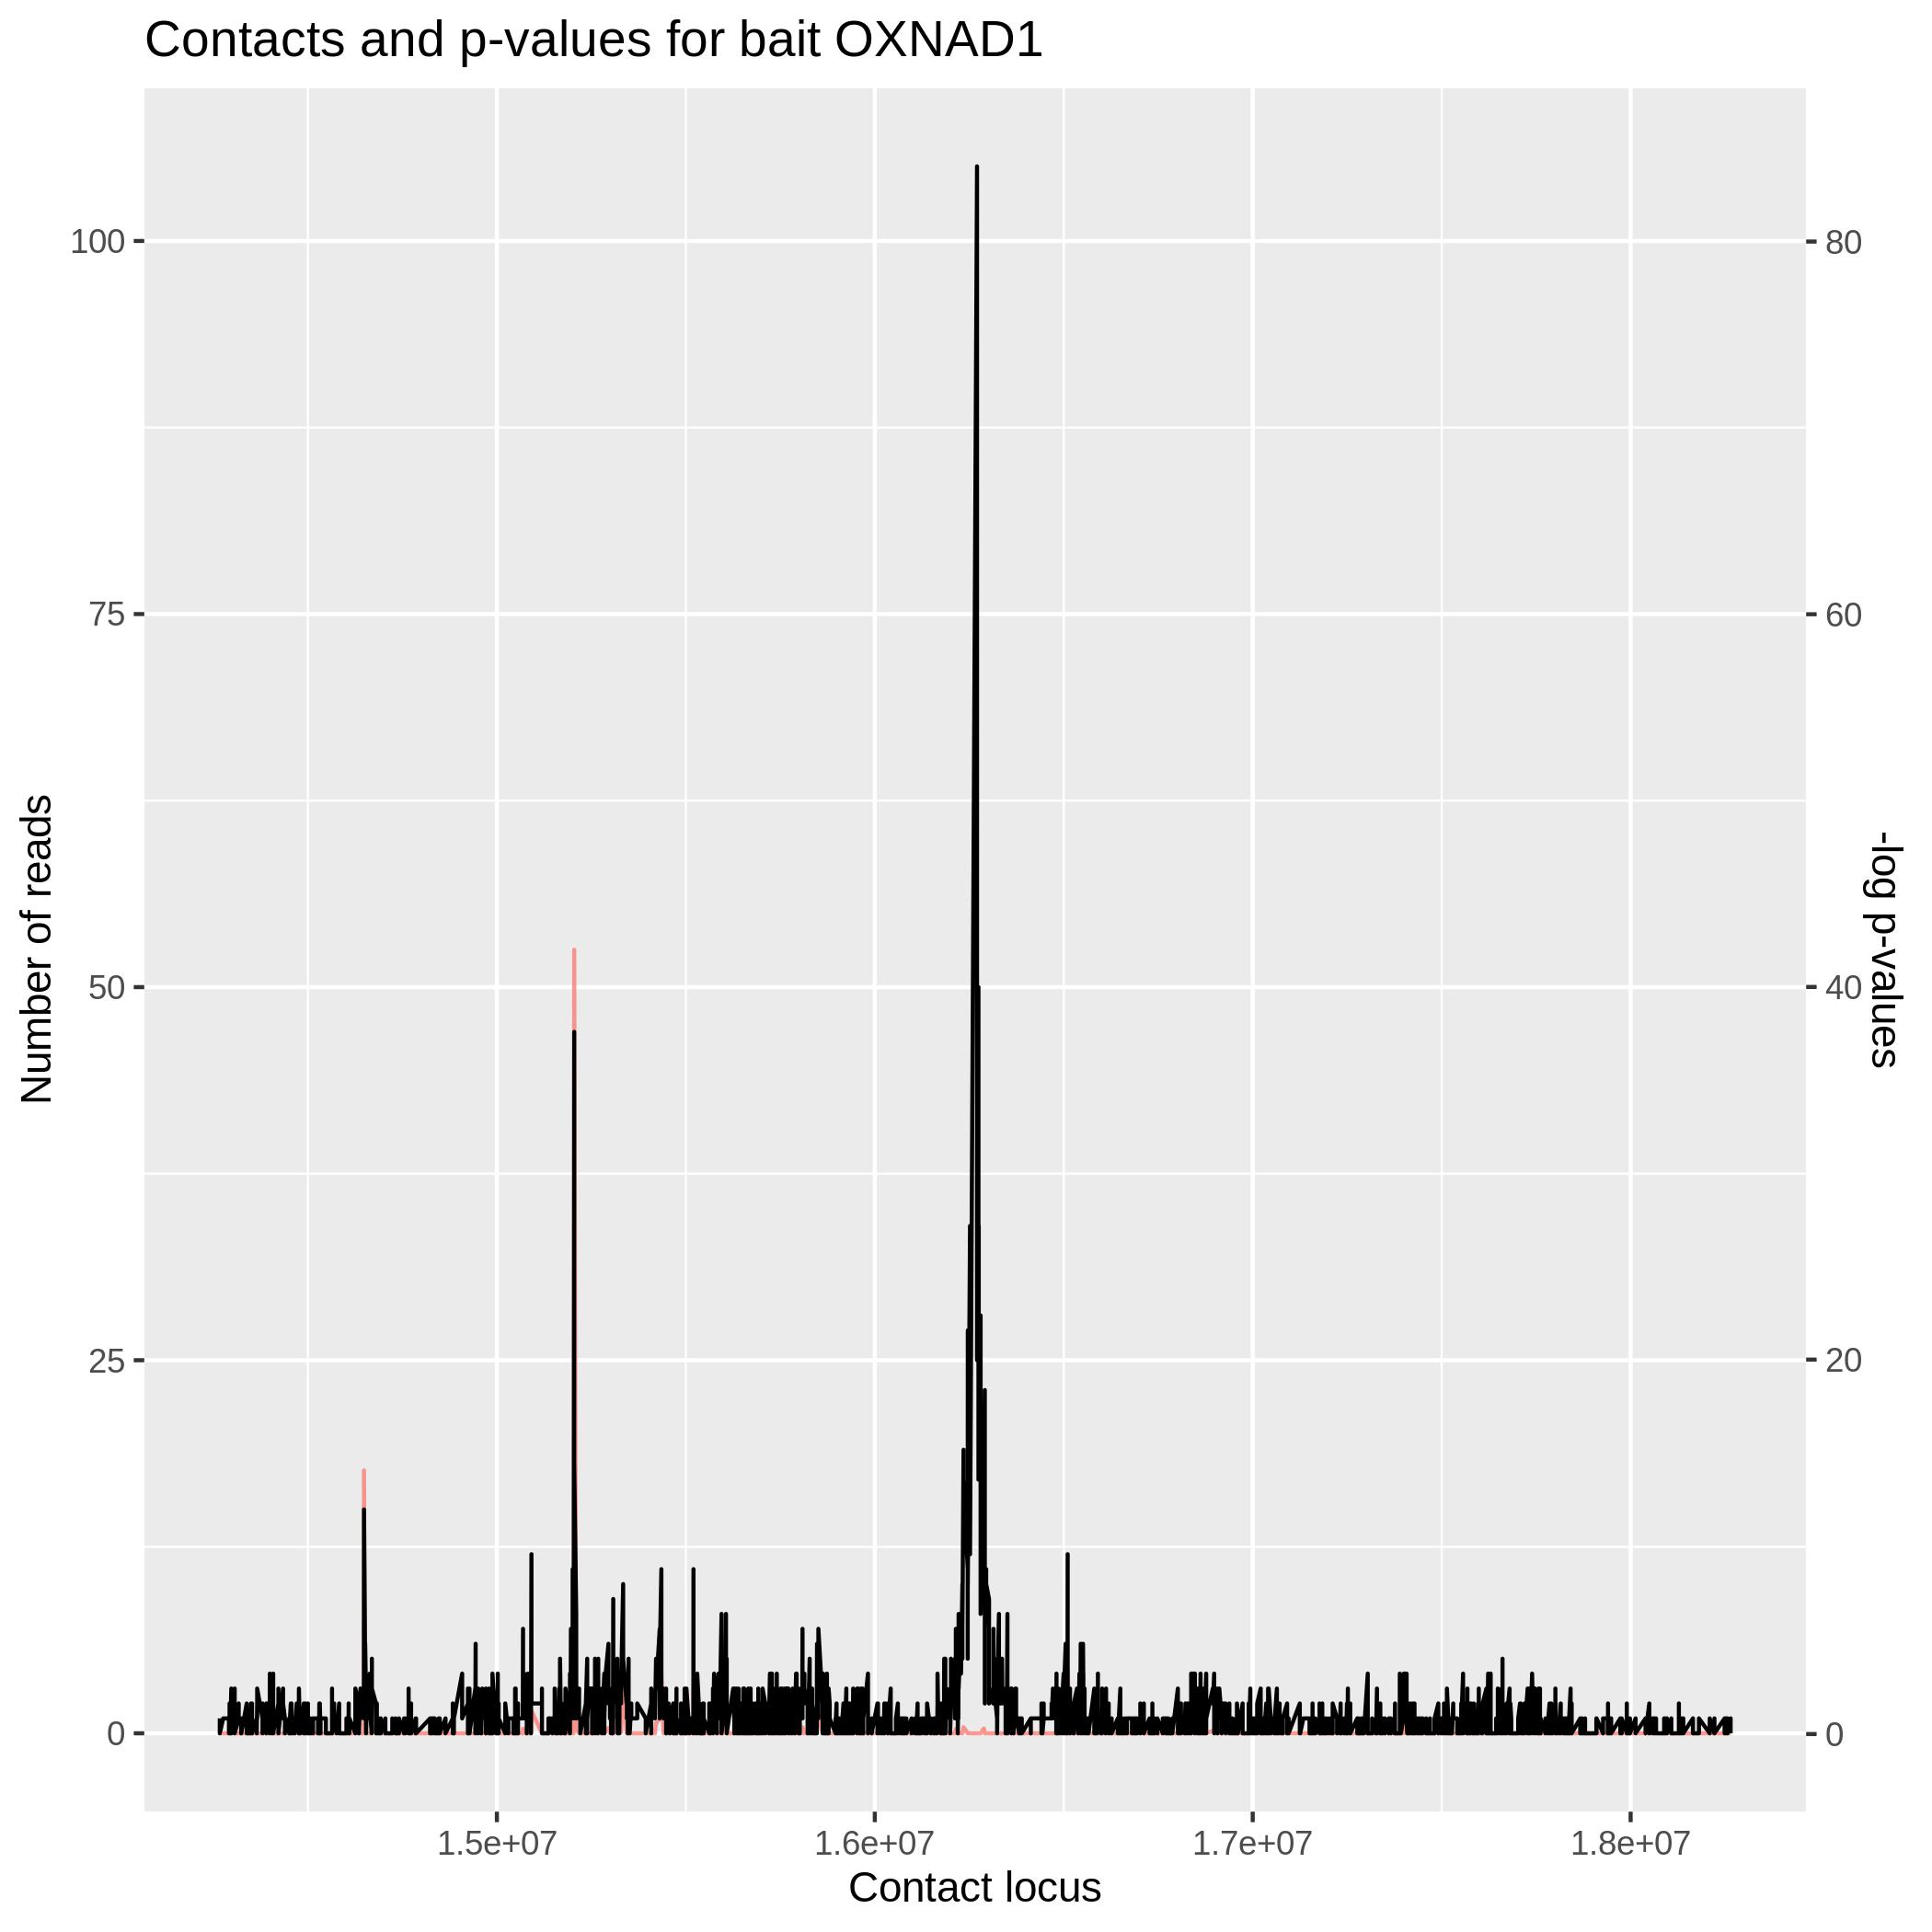 Contacts and p-values for bait OXNAD1
100
75
50
25
0
Number of reads
80
60
40
20
0
-log p-values
1.5e+07
1.6e+07
1.7e+07
1.8e+07
Contact locus